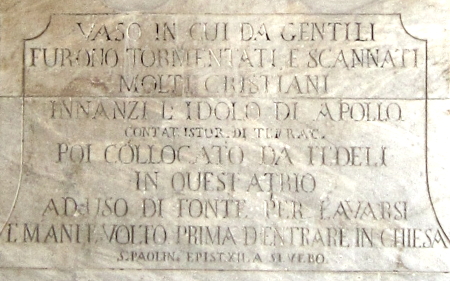 VASO IN CUI DA GENTILI
FURONO TORMENTATI E SCANNATI
MOLTI CRISTIANI
INNANZI L'IDOLO DI APOLLO
CONTAT. ISTOR. DI TERRAC.
POI COLLOCATO DA FEDELI
IN QUEST'ATRIO
AD USO DI FONTE PER LAVARSI
LE MANI E VOLTO PRIMA D'ENTRARE IN CHIESA
S. PAOLIN. EPIST. XII. A SEVERO.